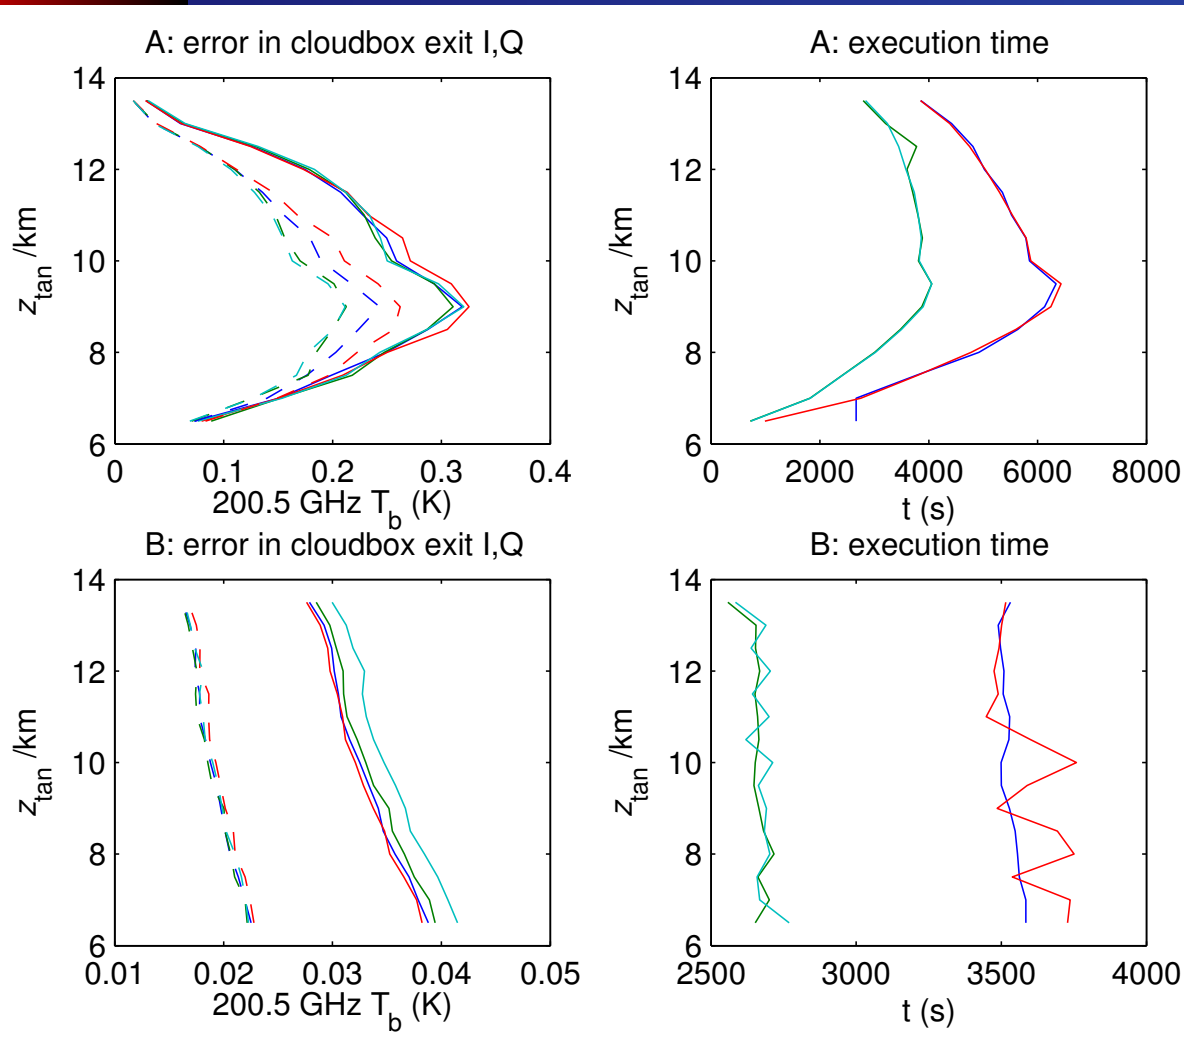 A: error in cloudbox exit I,Q
14
12
10
8
6
z_tan /km
0 0.1 0.2 0.3 0.4
200.5 GHz T_b (K)
A: execution time
14
12
10
8
6
z_tan /km
0 2000 4000 6000 8000
t (s)
B: error in cloudbox exit I,Q
14
12
10
8
6
z_tan /km
0.01 0.02 0.03 0.04 0.05
200.5 GHz T_b (K)
B: execution time
14
12
10
8
6
z_tan /km
2500 3000 3500 4000
t (s)